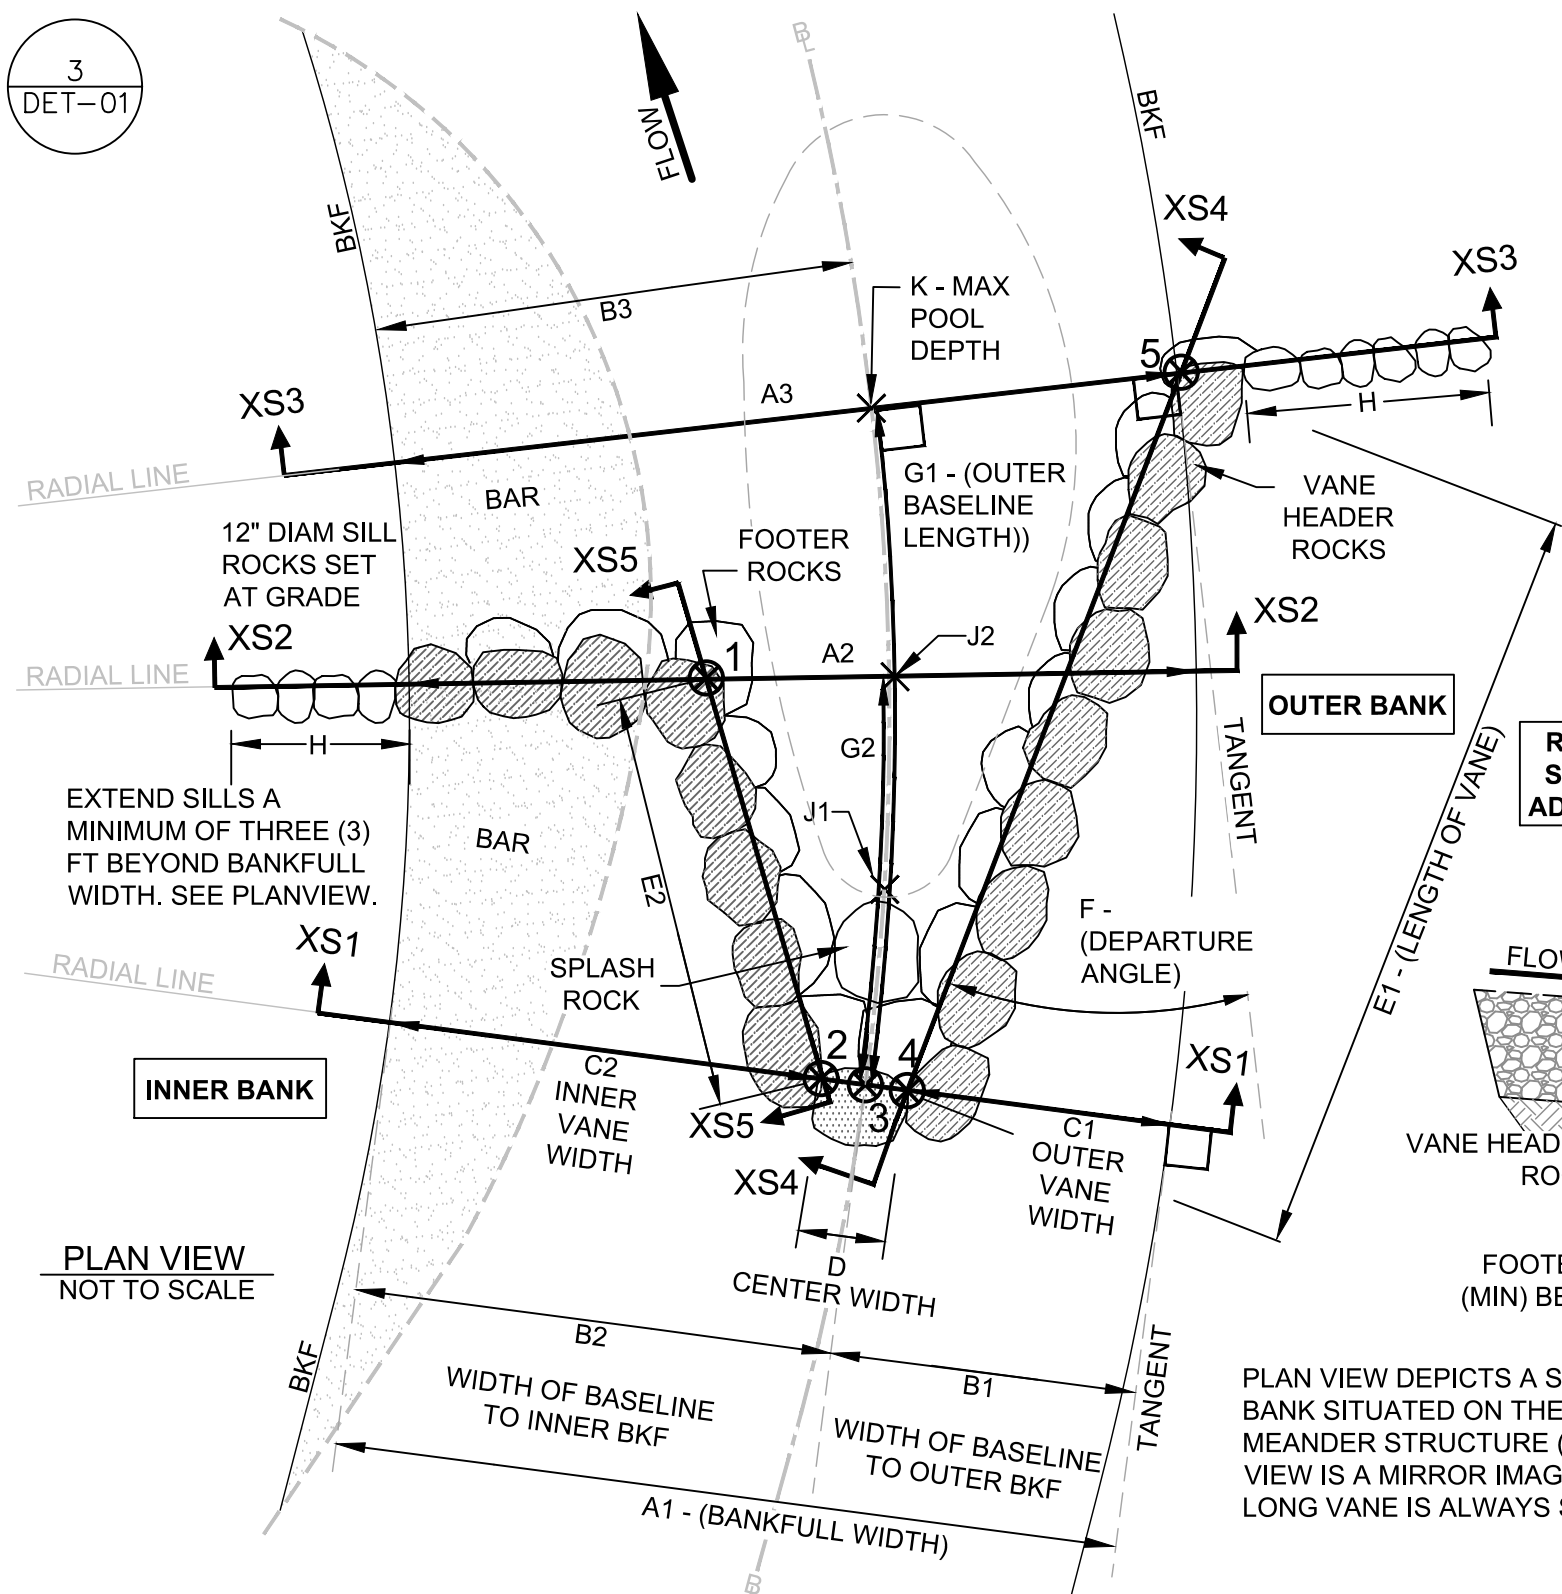 3
DET-01
BL
FLOW
BKF
BKF
XS4
XS3
B3
K - MAX
POOL
DEPTH
5
XS3
A3
H
RADIAL LINE
BAR
G1 - (OUTER
BASELINE
LENGTH))
VANE
HEADER
ROCKS
12" DIAM SILL
ROCKS SET
AT GRADE
XS5
FOOTER
ROCKS
XS2
XS2
1
A2
J2
RADIAL LINE
OUTER BANK
H
G2
TANGENT
E1 - (LENGTH OF VANE)
R
S
AD
EXTEND SILLS A
MINIMUM OF THREE (3)
FT BEYOND BANKFULL
WIDTH. SEE PLANVIEW.
BAR
J1
E2
F -
(DEPARTURE
ANGLE)
XS1
RADIAL LINE
SPLASH
ROCK
FLOW
INNER BANK
C2
INNER
VANE
WIDTH
2
3
4
XS1
XS5
C1
OUTER
VANE
WIDTH
XS4
VANE HEAD
RO
PLAN VIEW
NOT TO SCALE
D
CENTER WIDTH
FOOTE
(MIN) BE
BKF
B2
WIDTH OF BASELINE
TO INNER BKF
B1
WIDTH OF BASELINE
TO OUTER BKF
TANGENT
A1 - (BANKFULL WIDTH)
PLAN VIEW DEPICTS A S
BANK SITUATED ON THE
MEANDER STRUCTURE (
VIEW IS A MIRROR IMAG
LONG VANE IS ALWAYS S